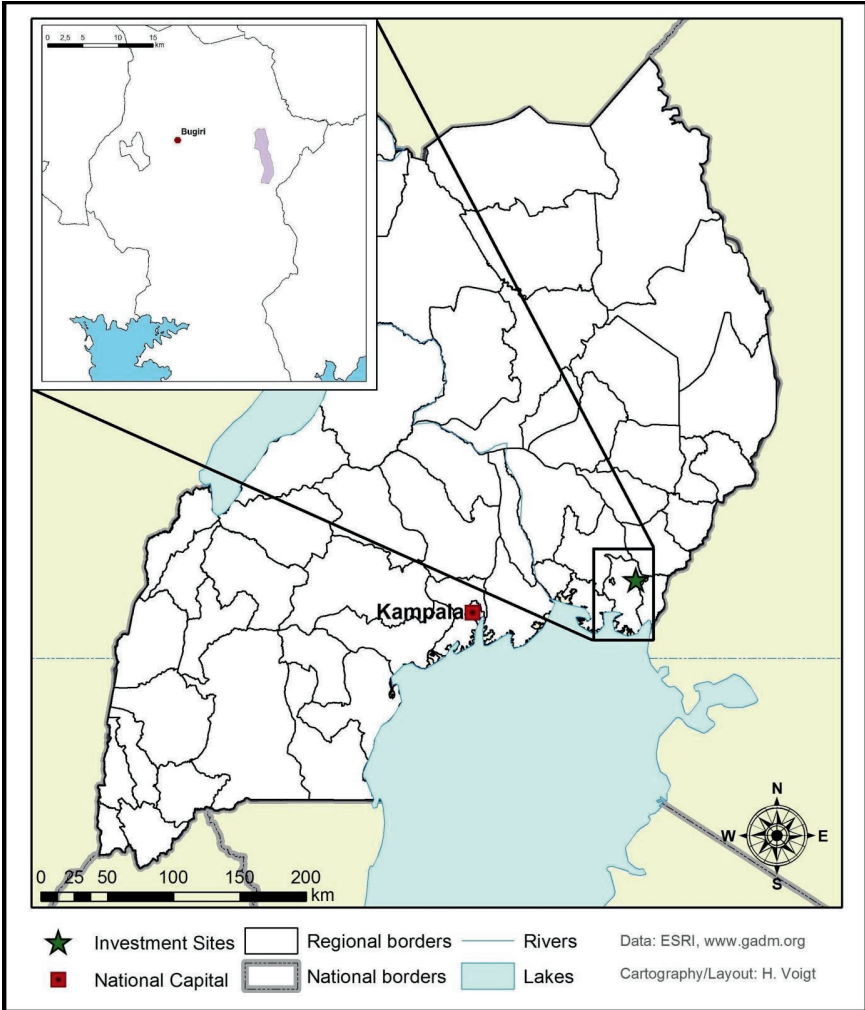 0 2,5 5 10 15
km
Bugiri
Kampala
N
W E
S
0 25 50 100 150 200
km
Investment Sites
Regional borders
Rivers
Data: ESRI, www.gadm.org
National Capital
National borders
Lakes
Cartography/Layout: H. Voigt